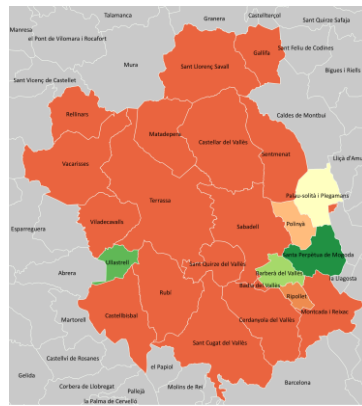 Talamanca
Granera
Castellterçol
Manresa
Sant Quirze Safaja
el Pont de Vilomara i Rocafort
Gallifa
Sant Feliu de Codines
Mura
Sant Llorenç Savall
Bigues i Riells
Sant Vicenç de Castellet
Rellinars
Caldes de Montbui
Matadepera
Castellar del Vallès
Sentmenat
Lliçà d'Amu
Vacarisses
Palau-solità i Plegamans
Terrassa
Viladecavalls
Sabadell
Polinyà
Esparreguera
Santa Perpètua de Mogoda
Ullastrell
Sant Quirze del Vallès
Abrera
Barberà del Vallès
la Llagosta
Badia del Vallès
Rubí
Ripollet
Castellbisbal
Montcada i Reixac
Martorell
Cerdanyola del Vallès
Sant Cugat del Vallès
Castellví de Rosanes
el Papiol
Gelida
Barcelona
Corbera de Llobregat
Pallejà
Molins de Rei
la Palma de Cervelló